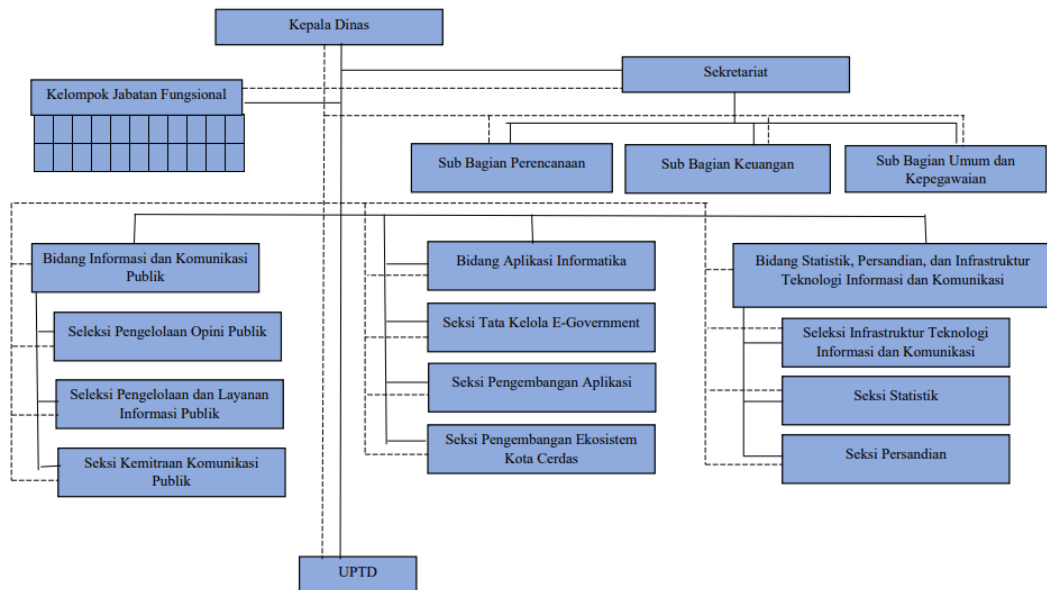 Kepala Dinas
Sekretariat
Kelompok Jabatan Fungsional
Sub Bagian Perencanaan
Sub Bagian Keuangan
Sub Bagian Umum dan
Kepegawaian
Bidang Informasi dan Komunikasi
Publik
Seleksi Pengelolaan Opini Publik
Seleksi Pengelolaan dan Layanan
Informasi Publik
Seksi Kemitraan Komunikasi
Publik
Bidang Aplikasi Informatika
Seksi Tata Kelola E-Government
Seksi Pengembangan Aplikasi
Seksi Pengembangan Ekosistem
Kota Cerdas
Bidang Statistik, Persandian, dan Infrastruktur
Teknologi Informasi dan Komunikasi
Seleksi Infrastruktur Teknologi
Informasi dan Komunikasi
Seksi Statistik
Seksi Persandian
UPTD